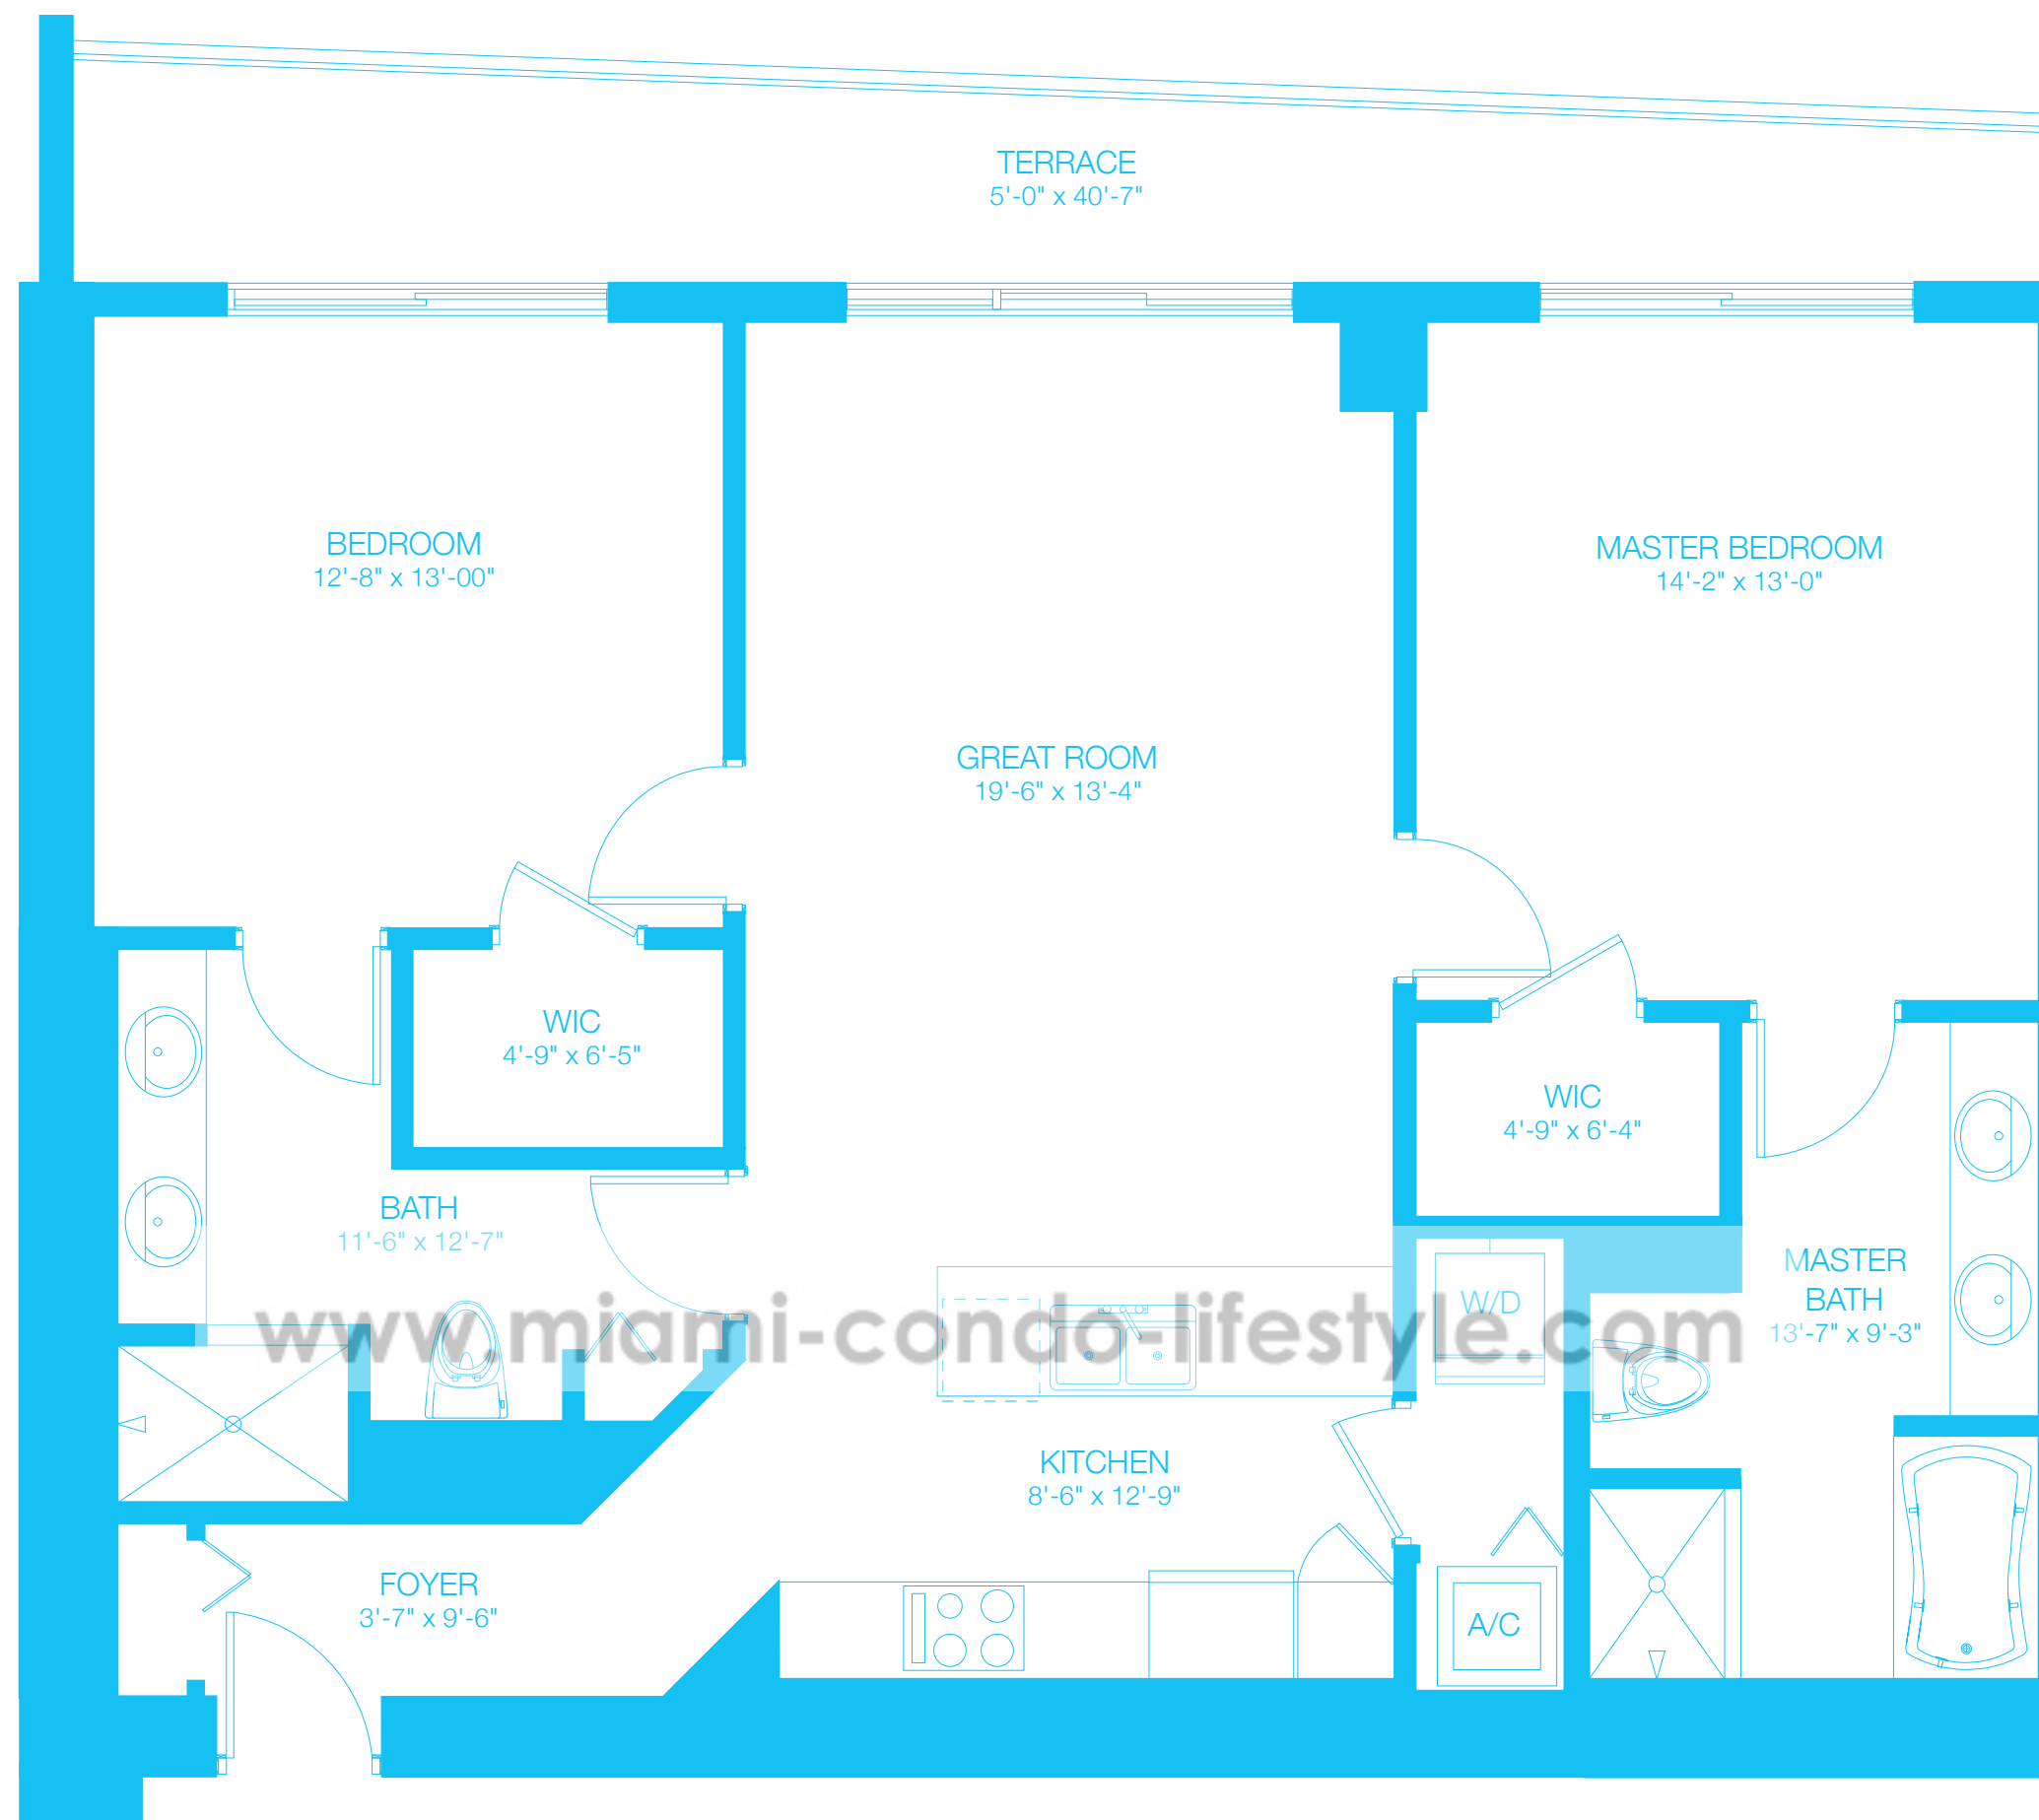 TERRACE
5'-0" x 40'-7"
BEDROOM
12'-8" x 13'-00"
MASTER BEDROOM
14'-2" x 13'-0"
GREAT ROOM
19'-6" x 13'-4"
WIC
4'-9" x 6'-5"
WIC
4'-9" x 6'-4"
BATH
11'-6" x 12'-7"
MASTER
BATH
13'-7" x 9'-3"
W/D
www.miami-condo-lifestyle.com
KITCHEN
8'-6" x 12'-9"
FOYER
3'-7" x 9'-6"
A/C